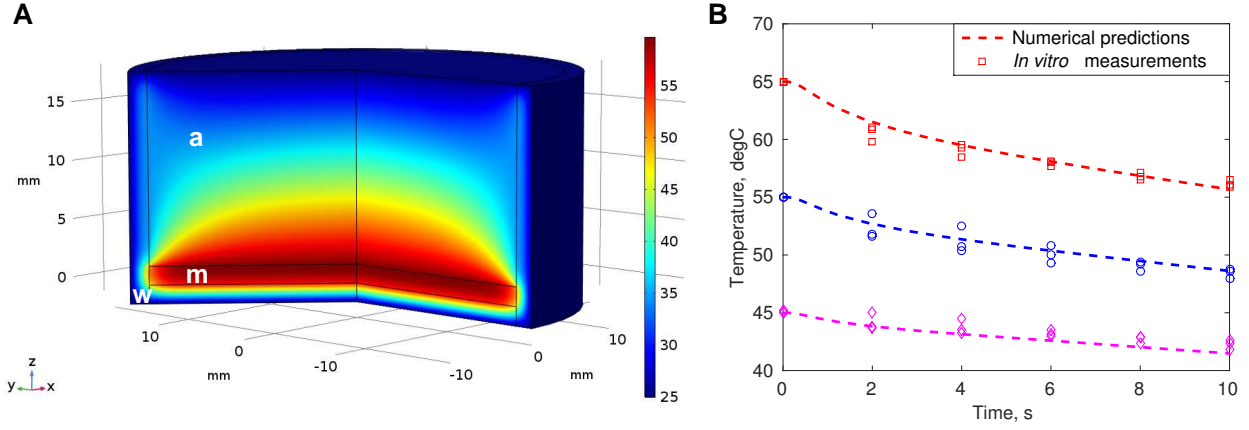 A
15
10
5
0
mm
a
m
w
10
0
-10
mm
-10
0
10
mm
z
y
x
55
50
45
40
35
30
25
B
70
65
60
55
50
45
40
Temperature, degC
Numerical predictions
In vitro measurements
0
2
4
6
8
10
Time, s